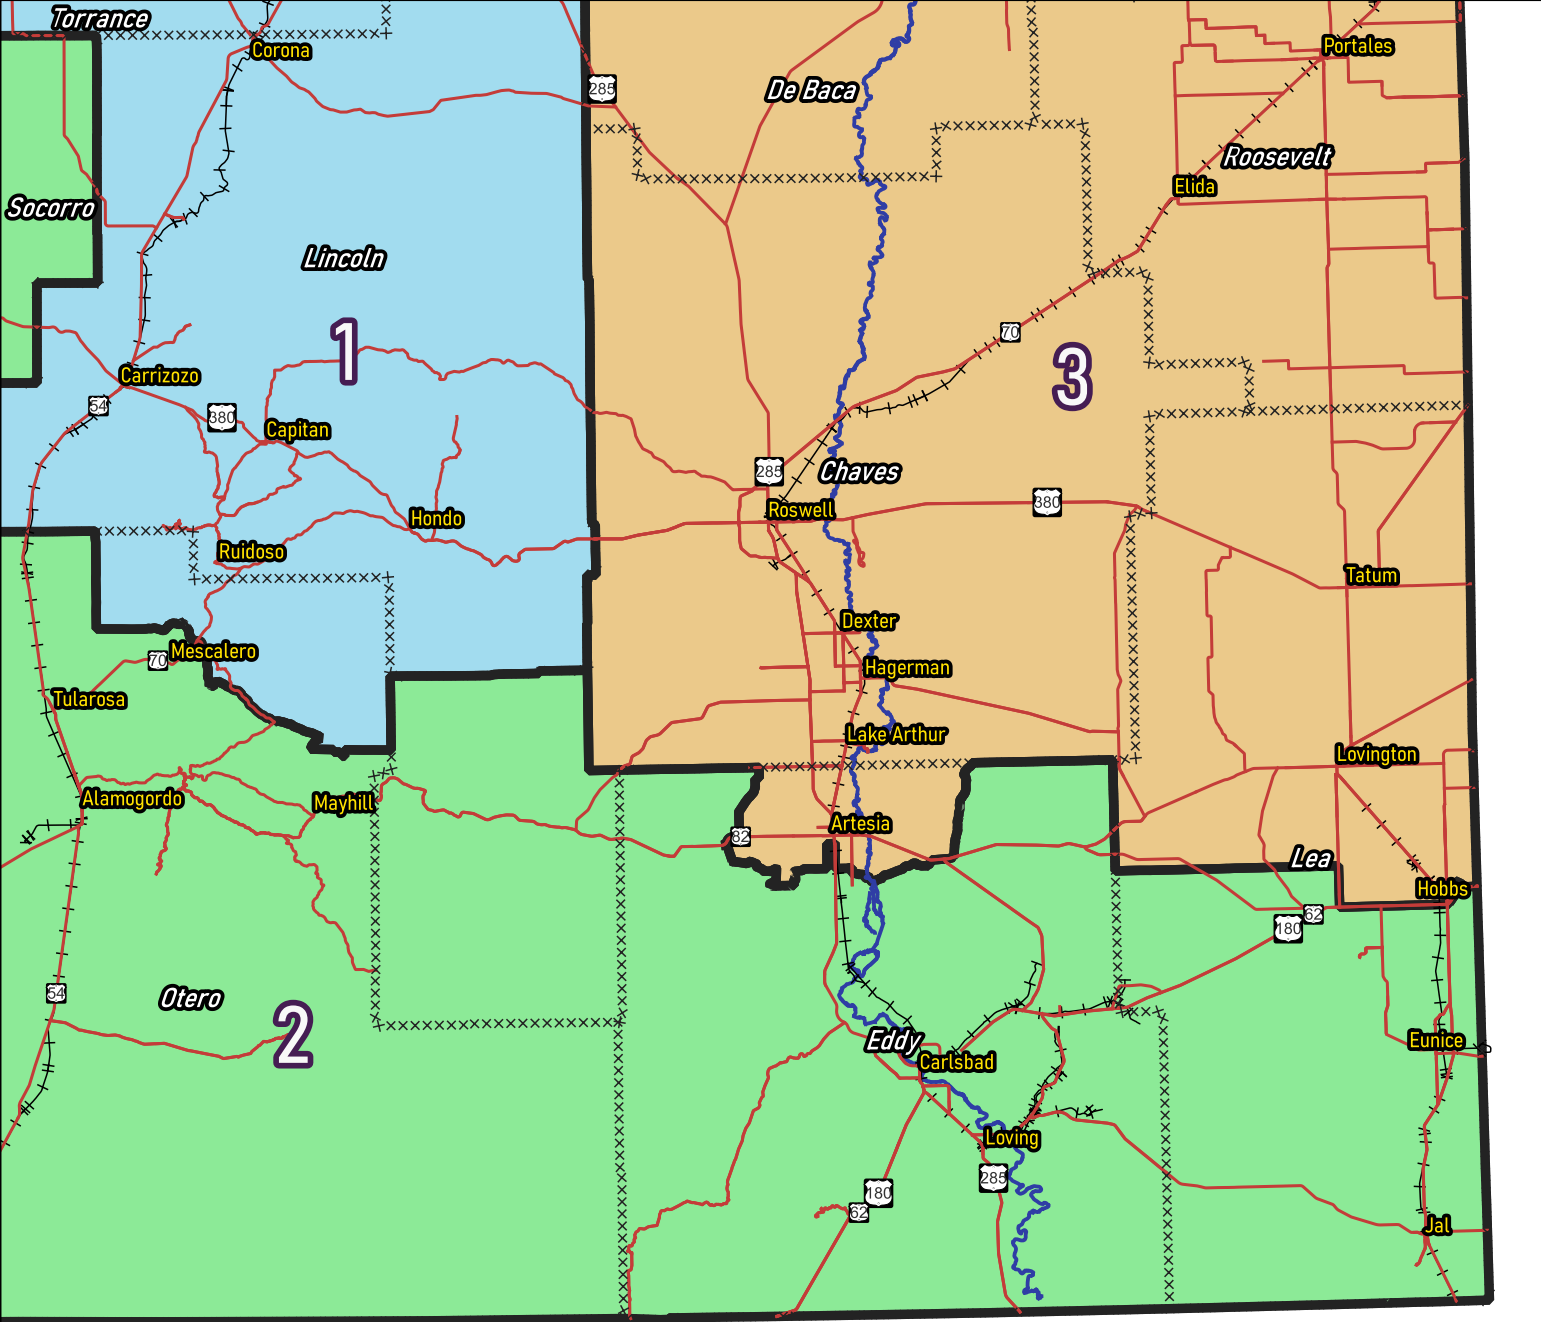 Torrance
Corona
Portales
285
De Baca
Roosevelt
Elida
Socorro
Lincoln
1
70
3
Carrizozo
54
380
Capitan
285
Chaves
380
Roswell
Hondo
Ruidoso
Tatum
Dexter
Mescalero
70
Hagerman
Tularosa
Lake Arthur
Lovington
Alamogordo
Mayhill
82
Artesia
Lea
Hobbs
62
180
54
Otero
2
Eddy
Eunice
Carlsbad
Loving
285
180
62
Jal